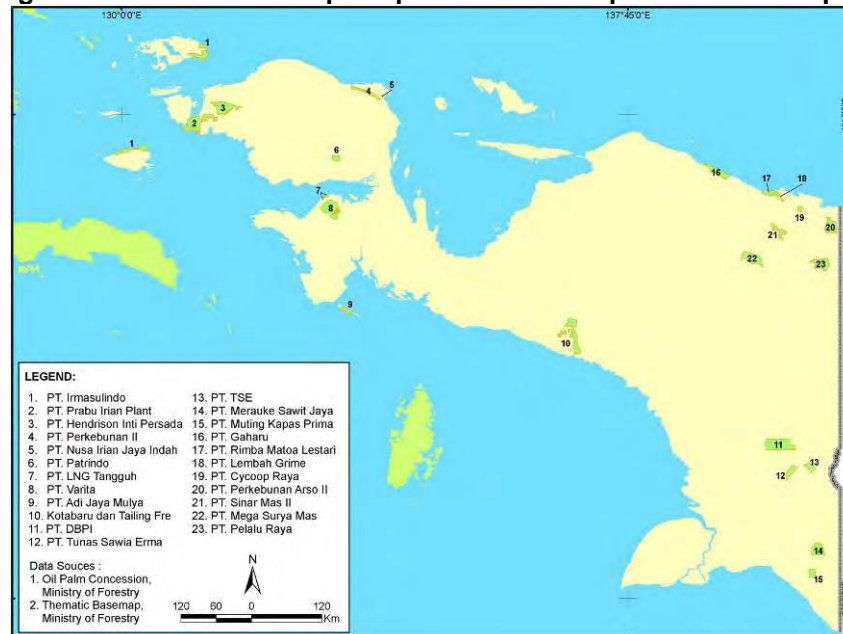 130°0'0"E
137°45'0"E
1
4
5
3
2
1
6
7
8
9
10
16
17
18
19
20
21
22
23
11
12
13
14
15
LEGEND:
1. PT. Irmasulindo
2. PT. Prabu Irian Plant
3. PT. Hendrison Inti Persada
4. PT. Perkebunan II
5. PT. Nusa Irian Jaya Indah
6. PT. Patrindo
7. PT. LNG Tangguh
8. PT. Varita
9. PT. Adi Jaya Mulya
10. Kotabaru dan Tailing Fre
11. PT. DBPI
12. PT. Tunas Sawia Erma
13. PT. TSE
14. PT. Merauke Sawit Jaya
15. PT. Muting Kapas Prima
16. PT. Gaharu
17. PT. Rimba Matoa Lestari
18. PT. Lembah Grime
19. PT. Cycoop Raya
20. PT. Perkebunan Arso II
21. PT. Sinar Mas II
22. PT. Mega Surya Mas
23. PT. Pelalu Raya
Data Souces :
1. Oil Palm Concession,
Ministry of Forestry
2. Thematic Basemap,
Ministry of Forestry
N
120 60 0 120
Km